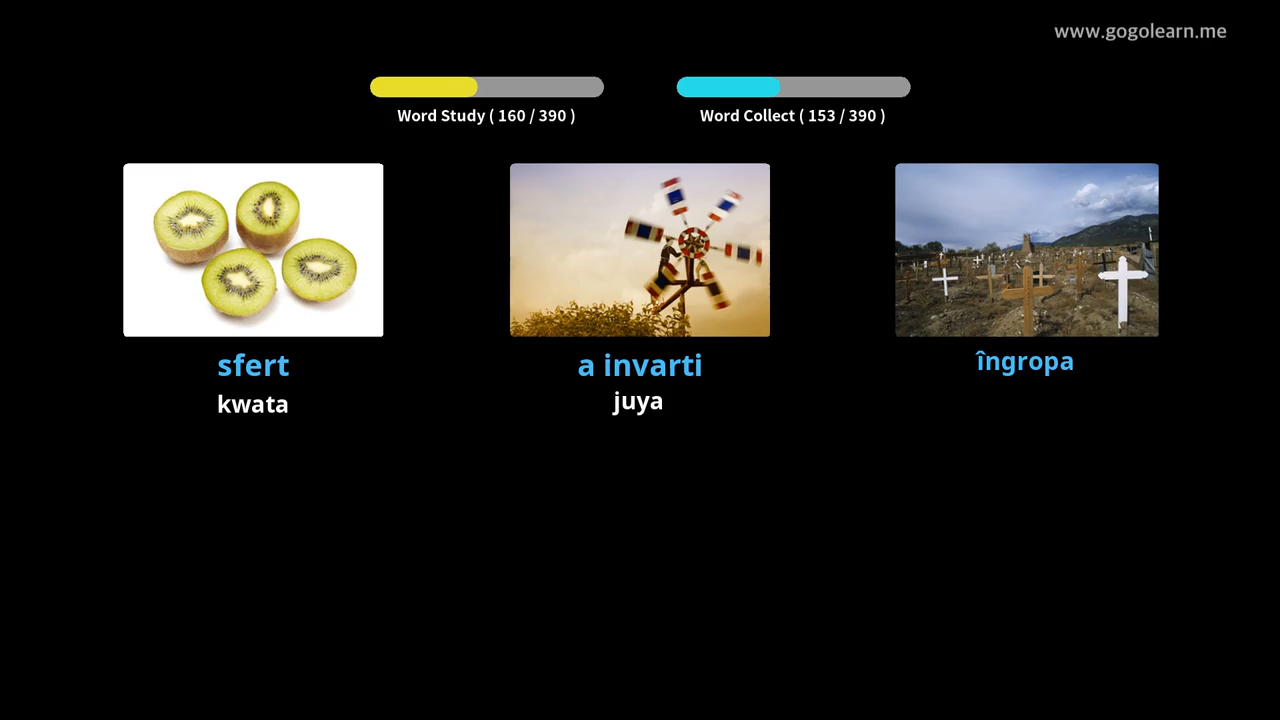 www.gogolearn.me
Word Study ( 160 / 390 )
Word Collect ( 153 / 390 )
sfert
kwata
a invarti
juya
îngropa